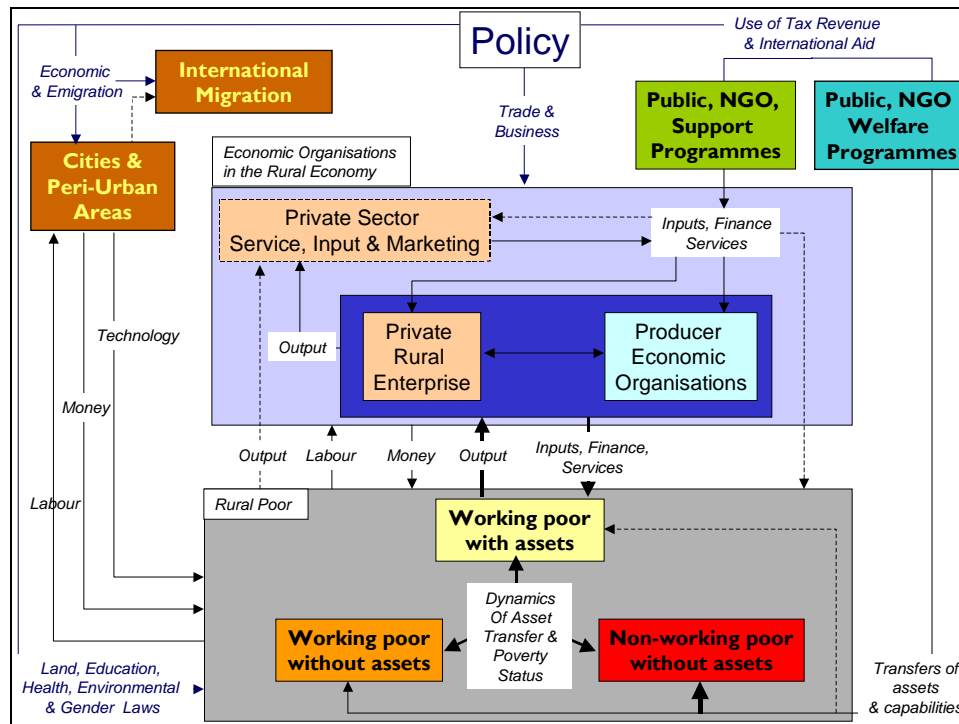 Policy
Use of Tax Revenue
& International Aid
Economic
& Emigration
International
Migration
Trade &
Business
Public, NGO,
Support
Programmes
Public, NGO
Welfare
Programmes
Cities &
Peri-Urban
Areas
Economic Organisations
in the Rural Economy
Private Sector
Service, Input & Marketing
Inputs, Finance
Services
Technology
Output
Private
Rural
Enterprise
Producer
Economic
Organisations
Money
Output
Labour
Money
Output
Inputs, Finance,
Services
Labour
Rural Poor
Working poor
with assets
Dynamics
Of Asset
Transfer &
Poverty
Status
Working poor
without assets
Non-working poor
without assets
Land, Education,
Health, Environmental
& Gender Laws
Transfers of
assets
& capabilities